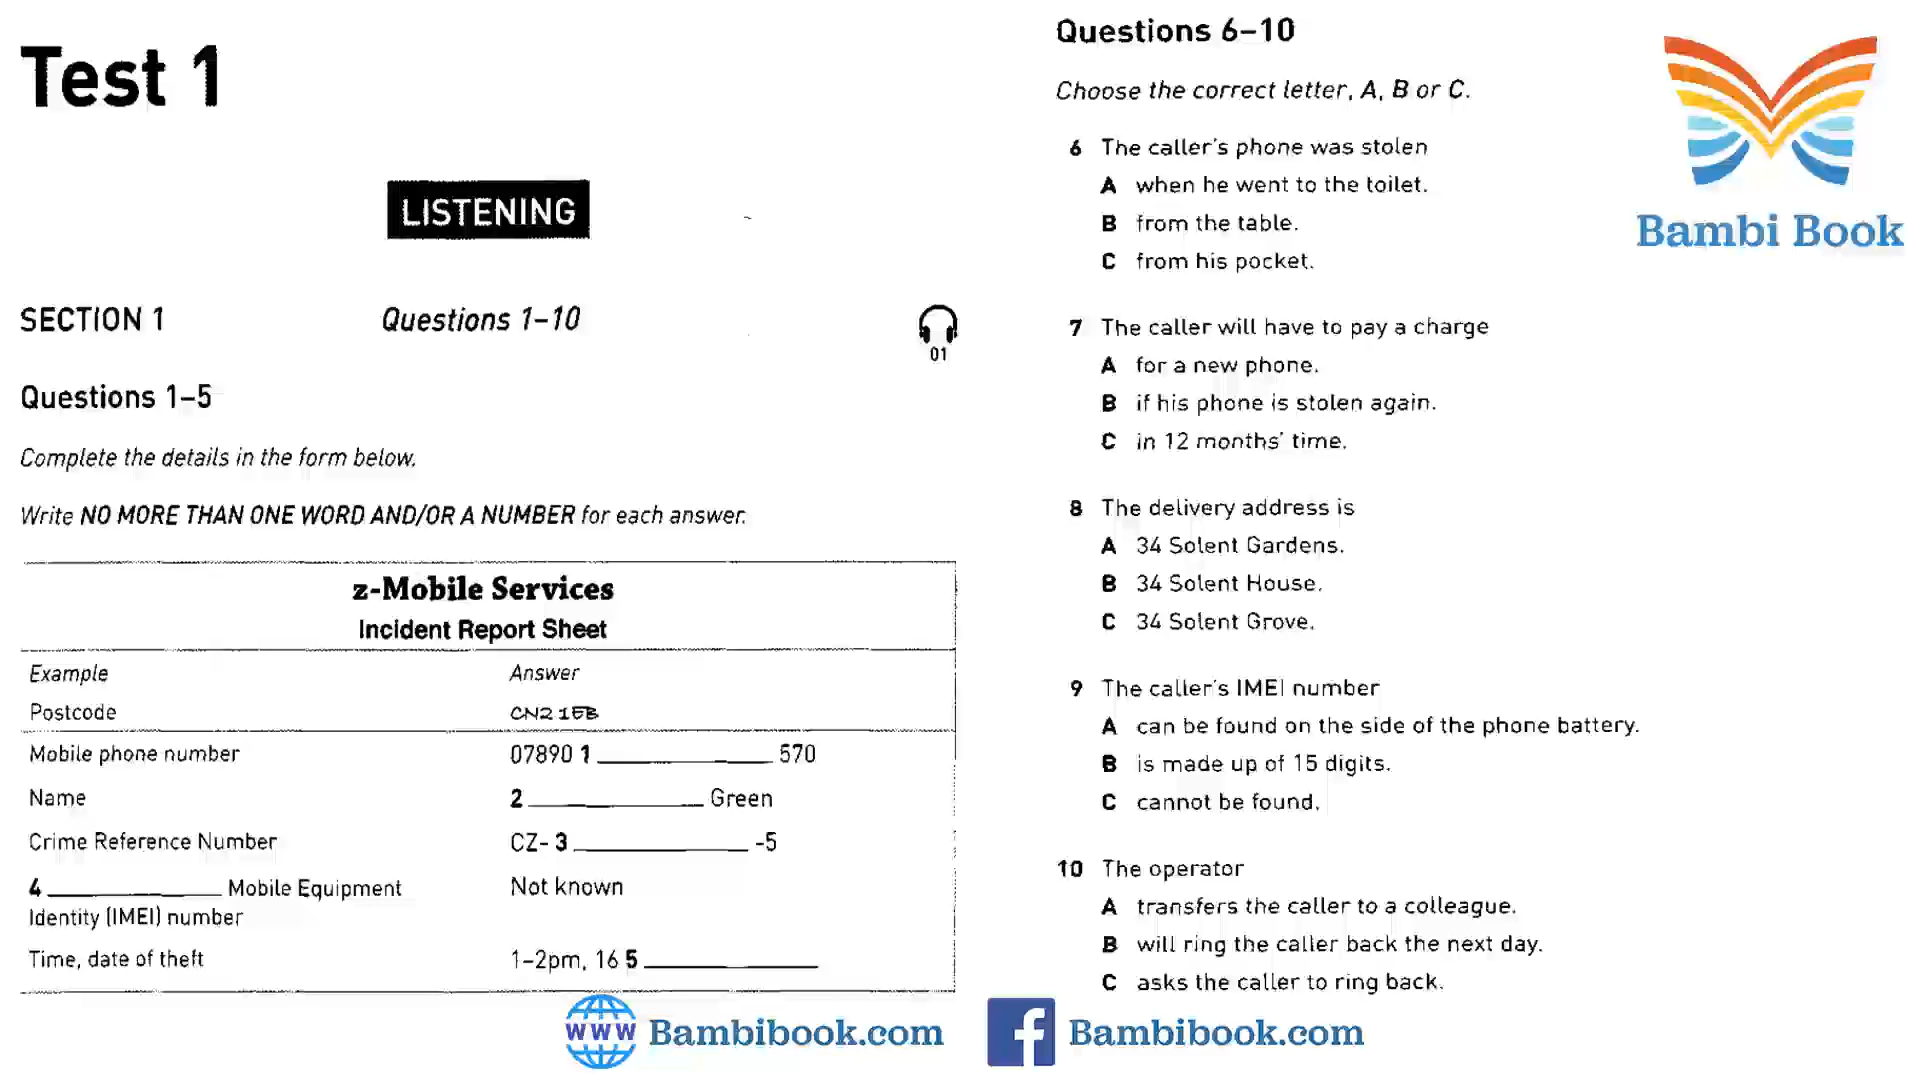 Test 1
LISTENING
SECTION 1 Questions 1–10
01
Questions 1–5
Complete the details in the form below.
Write NO MORE THAN ONE WORD AND/OR A NUMBER for each answer.
z-Mobile Services
Incident Report Sheet
Example Answer
Postcode CN2 1EB
Mobile phone number 07890 1 ____________ 570
Name 2 ____________ Green
Crime Reference Number CZ- 3 ____________ -5
4 ____________ Mobile Equipment Not known
Identity (IMEI) number
Time, date of theft 1–2pm, 16 5 ____________
Questions 6–10
Choose the correct letter, A, B or C.
6 The caller's phone was stolen
A when he went to the toilet.
B from the table.
C from his pocket.
7 The caller will have to pay a charge
A for a new phone.
B if his phone is stolen again.
C in 12 months' time.
8 The delivery address is
A 34 Solent Gardens.
B 34 Solent House.
C 34 Solent Grove.
9 The caller's IMEI number
A can be found on the side of the phone battery.
B is made up of 15 digits.
C cannot be found.
10 The operator
A transfers the caller to a colleague.
B will ring the caller back the next day.
C asks the caller to ring back.
Bambi Book
www Bambibook.com
f Bambibook.com